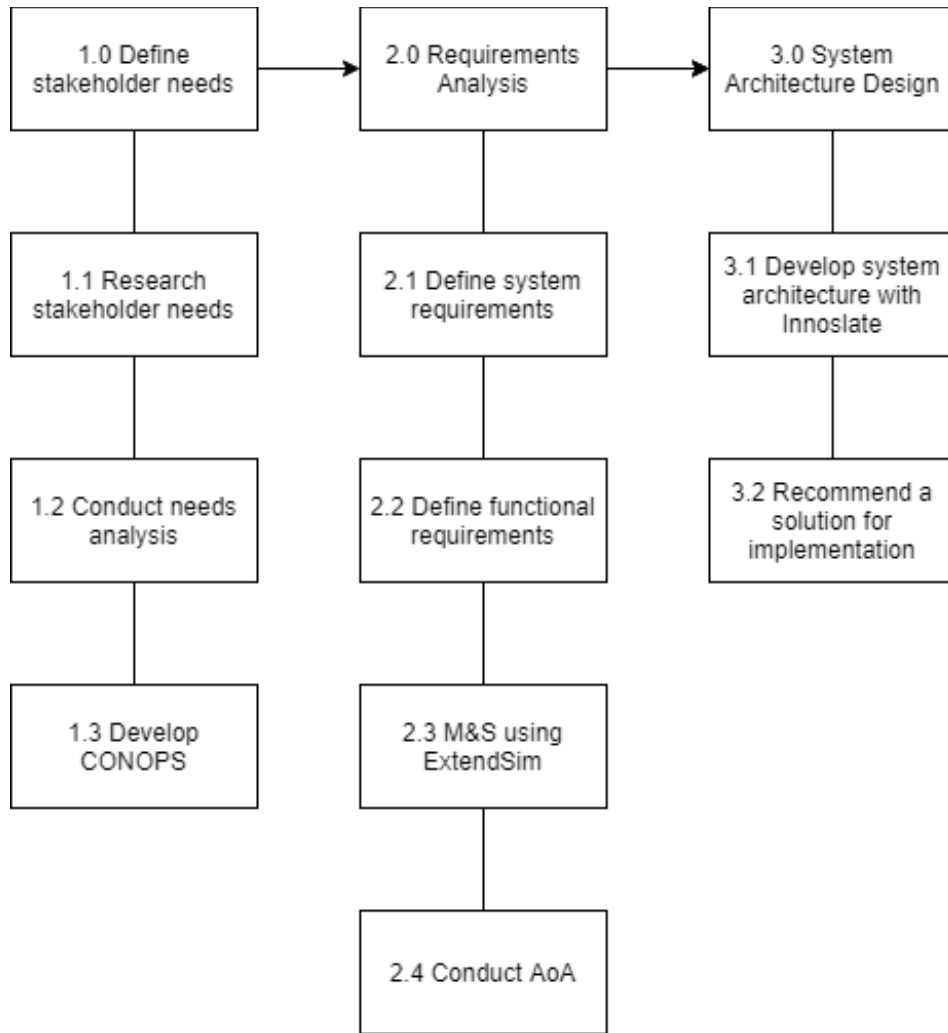 1.0 Define
stakeholder needs
2.0 Requirements
Analysis
3.0 System
Architecture Design
1.1 Research
stakeholder needs
2.1 Define system
requirements
3.1 Develop system
architecture with
Innoslate
1.2 Conduct needs
analysis
2.2 Define functional
requirements
3.2 Recommend a
solution for
implementation
1.3 Develop
CONOPS
2.3 M&S using
ExtendSim
2.4 Conduct AoA